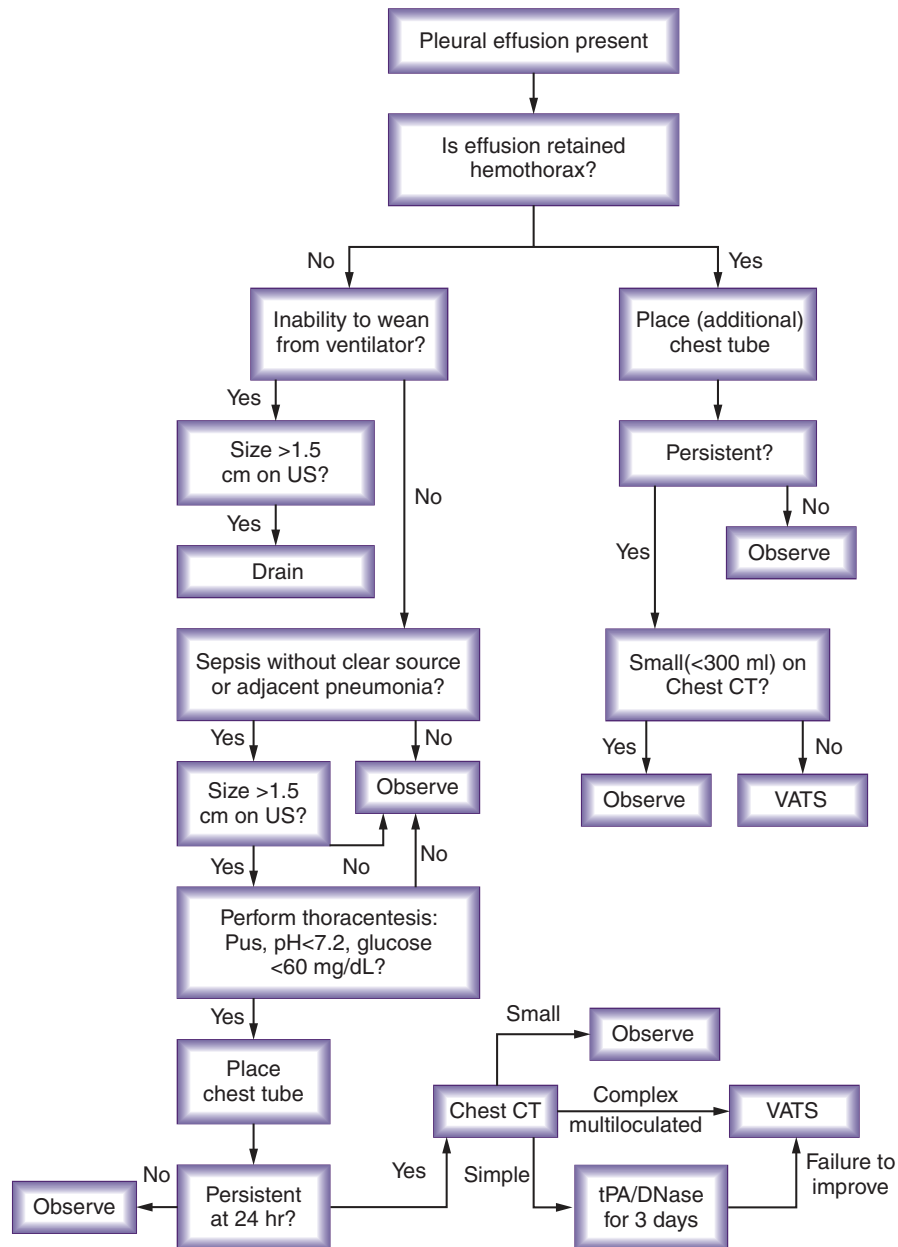 Pleural effusion present
Is effusion retained
hemothorax?
No
Yes
Inability to wean
from ventilator?
Place (additional)
chest tube
Yes
Size >1.5
cm on US?
Persistent?
No
No
Yes
Drain
Observe
Yes
Sepsis without clear source
or adjacent pneumonia?
Small(<300 ml) on
Chest CT?
Yes
No
Yes
No
Size >1.5
cm on US?
Observe
Observe
VATS
Yes
No
No
Perform thoracentesis:
Pus, pH<7.2, glucose
<60 mg/dL?
Yes
Small
Observe
Place
chest tube
Chest CT
Complex
multiloculated
VATS
No
Yes
Simple
Failure to
improve
Observe
Persistent
at 24 hr?
tPA/DNase
for 3 days